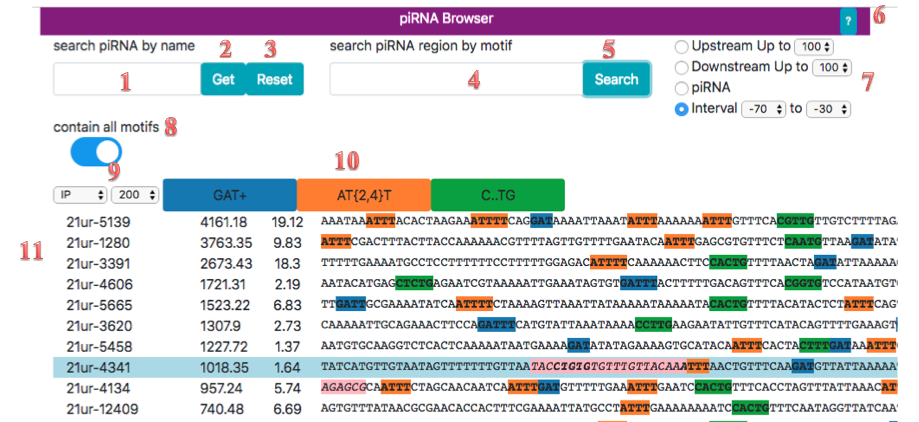 piRNA Browser
? 6
search piRNA by name 2 3 search piRNA region by motif 5
1 Get Reset 4 Search
Upstream Up to 100
Downstream Up to 100
7
piRNA
Interval -70 to -30
contain all motifs 8
9
10
IP 200 GAT+ AT{2,4}T C..TG
11
21ur-5139 4161.18 19.12 AAATAAATTTACACTAAGAAATTTTCAGGATAAAATTAAATATTTAAAAAAATTTGTTTCACGTTGTTGTCTTTTAG
21ur-1280 3763.35 9.83 ATTTCGACTTTACTTACCAAAAAACGTTTTAGTTGTTTTGAATACAATTTGAGCGTGTTTCTCAATGTTAAGATATA
21ur-3391 2673.43 18.3 TTTTTGAAAATGCCTCCTTTTTTCCTTTTTGGAGACATTTTCAAAAAACTTCCACTGTTTTAACTAGATATTAAAAA
21ur-4606 1721.31 2.19 AATACATGAGCTCTGAGAATCGTAAAAATTGAAATAGTGTGATTTACTTTTTGACAGTTTCACGGTGTCCATAATGT
21ur-5665 1523.22 6.83 TTGATTGCGAAAATATCAATTTTCTAAAAGTTAAATTATAAAAATAAAAATACACTGTTTTACATACTCTATTTCAG
21ur-3620 1307.9 2.73 CAAAAATTGCAGAAACTTCCAGATTTCATGTATTAAATAAAACCTTGAAGAATATTGTTTCATACAGTTTTGAAAGT
21ur-5458 1227.72 1.37 AATGTGCAAGGTCTCACTCAAAAATAATGAAAAGATATATAGAAAAGTGCATACAATTTCACTACTTTGATAAATTT
21ur-4341 1018.35 1.64 TATCATGTTGTAATAGTTTTTTTGTTAATACCTGTGTGTTTGTTACAAATTTAACTGTTTCAAGATGTTATTAAAAA
21ur-4134 957.24 5.74 AGAGCGCAATTTCTAGCAACAATCAATTTGATGTTTTTGAAATTTGAATCCACTGTTTCACCTAGTTTATTAAACAT
21ur-12409 740.48 6.69 AGTGTTTATAACGCGAACACCACTTTCGAAAATTATGCCTATTTGAAAAAAAATCCACTGTTTCAATAGGTTATCAA